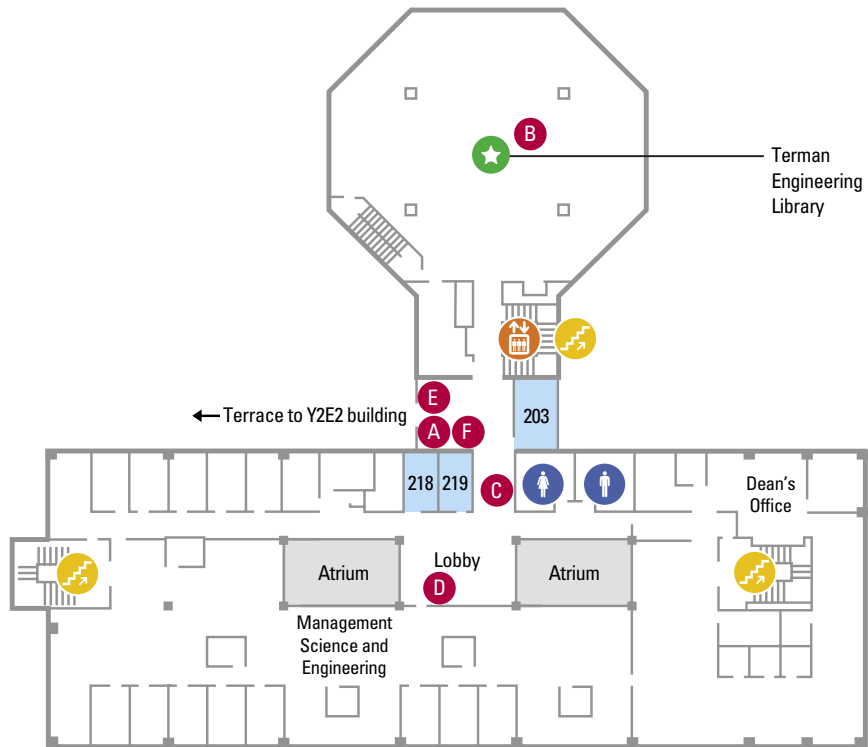 B
Terman
Engineering
Library
E
← Terrace to Y2E2 building
A
F
203
218
219
C
Dean's
Office
Atrium
Lobby
D
Atrium
Management
Science and
Engineering